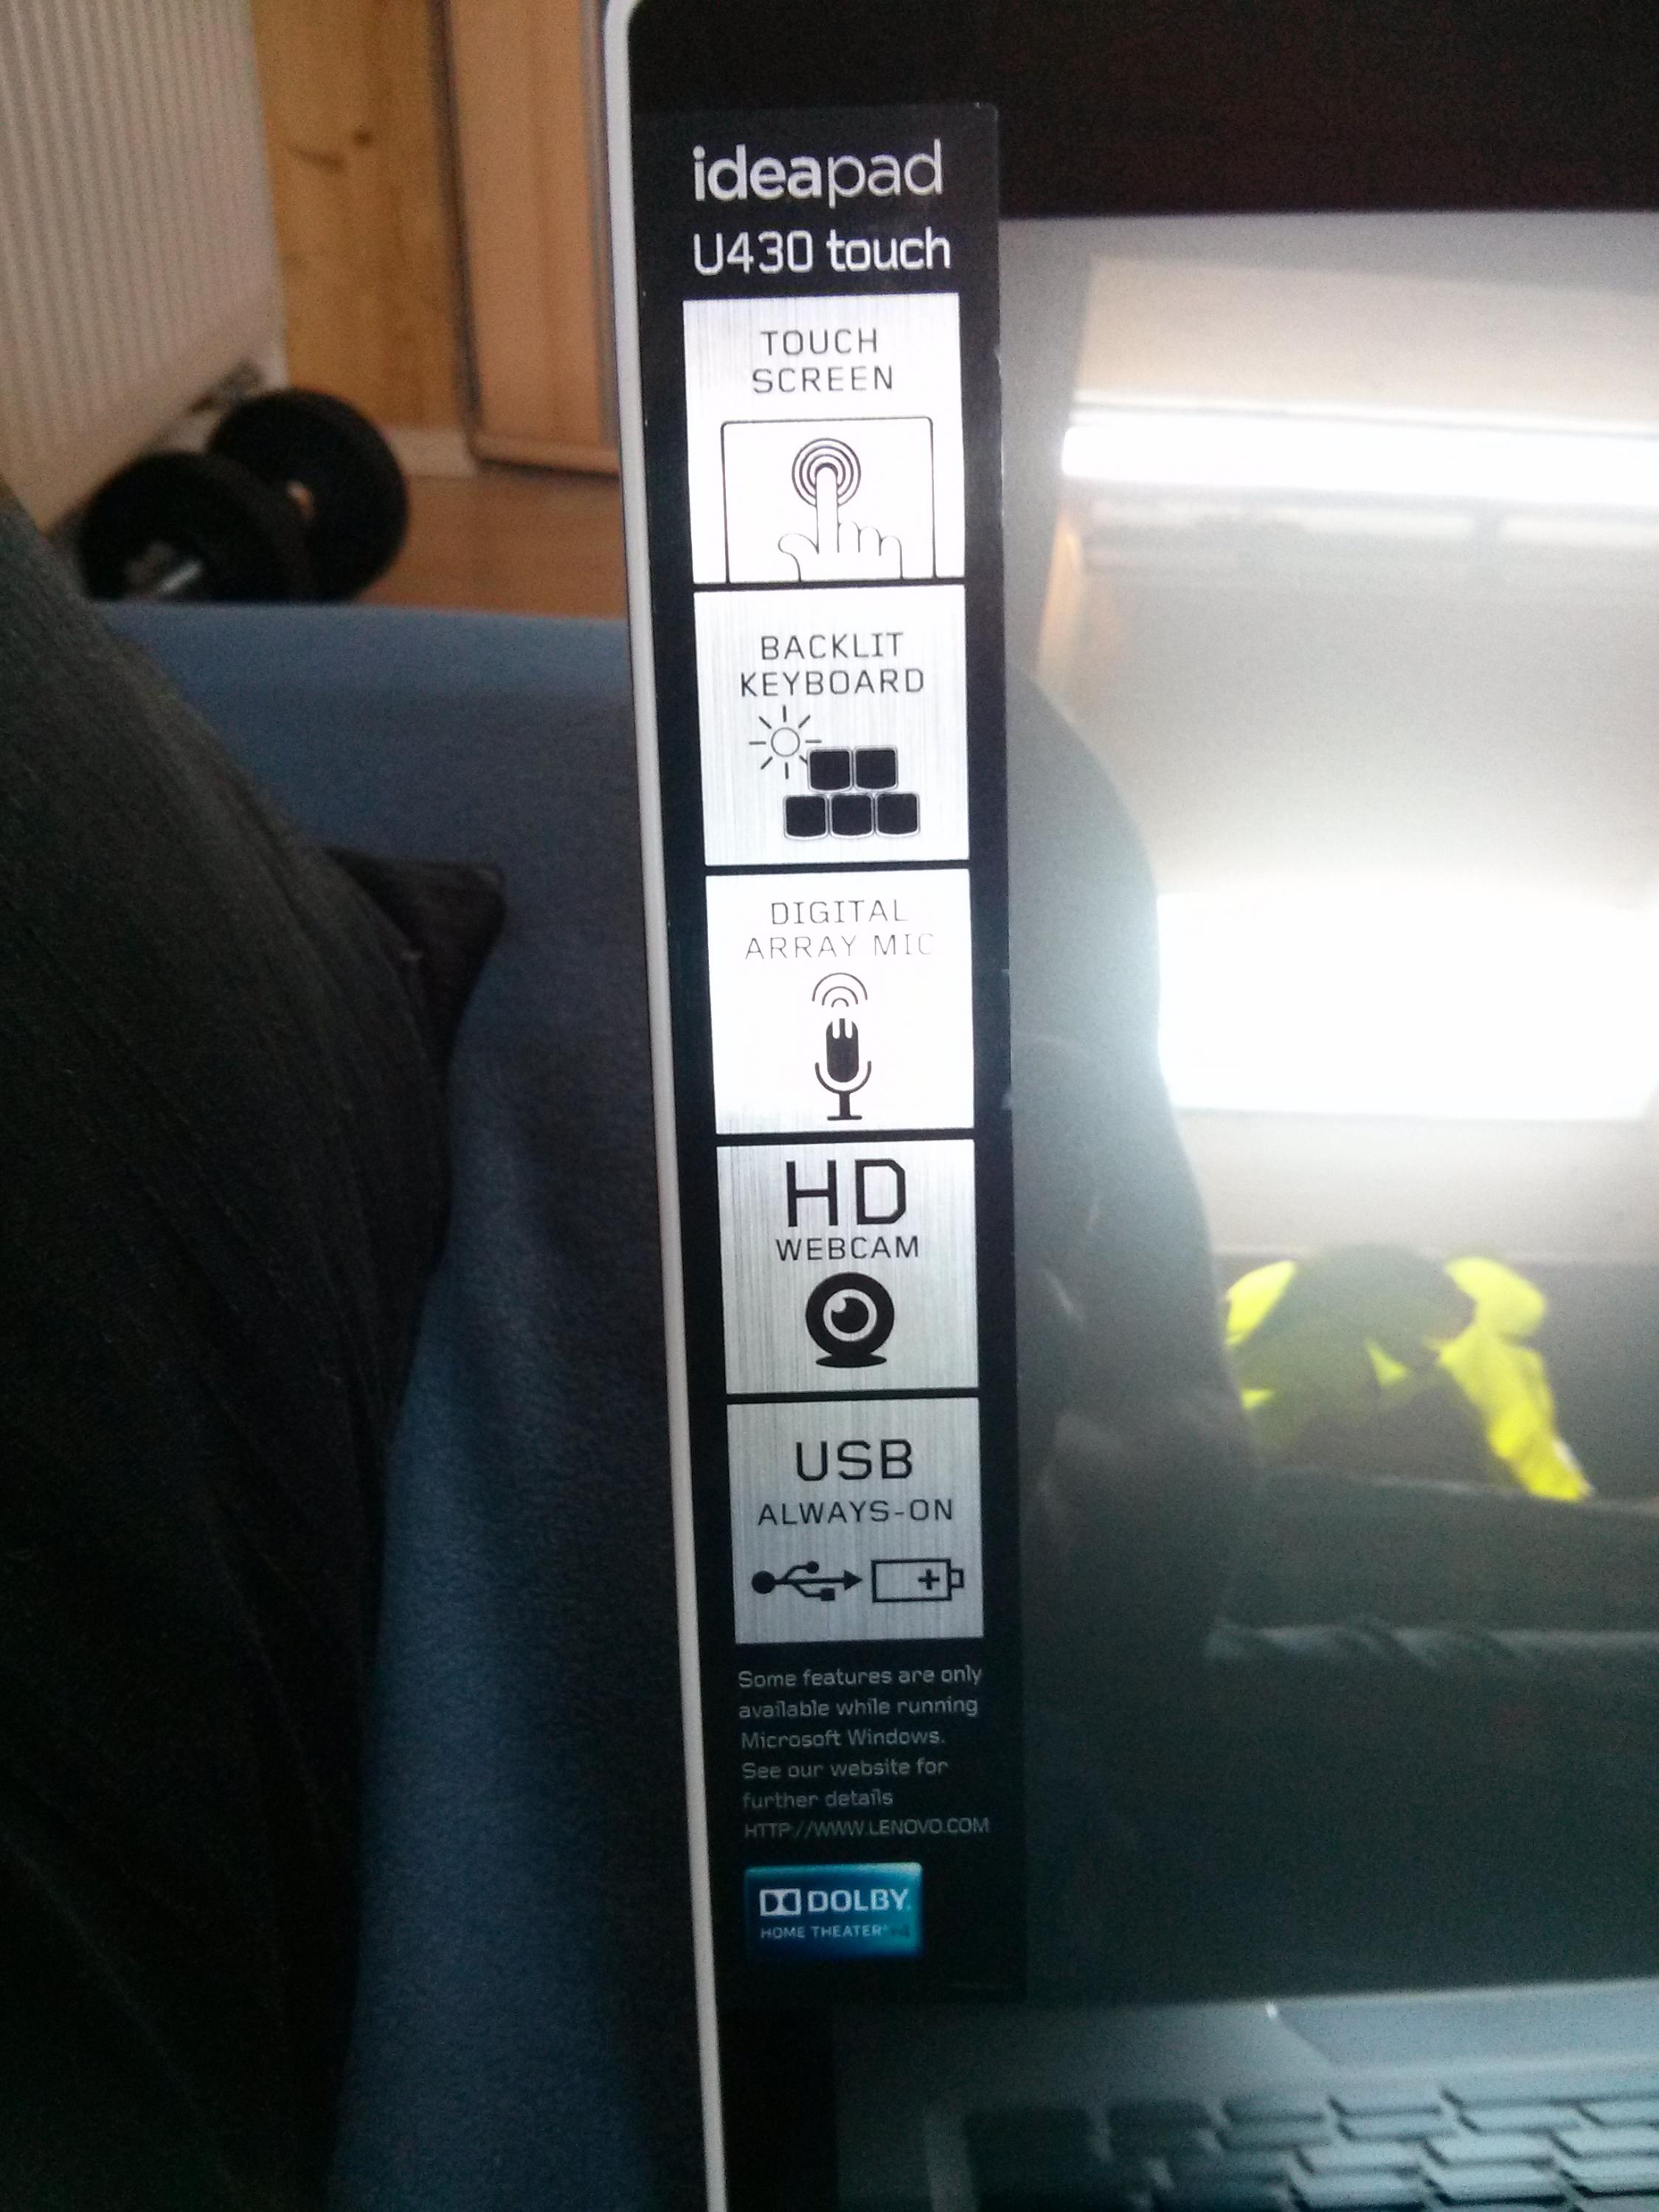 ideapad
U430 touch
TOUCH
SCREEN
BACKLIT
KEYBOARD
DIGITAL
ARRAY MIC
HD
WEBCAM
USB
ALWAYS-ON
Some features are only
available while running
Microsoft Windows.
See our website for
further details
HTTP://WWW.LENOVO.COM
DOLBY
HOME THEATER® v4